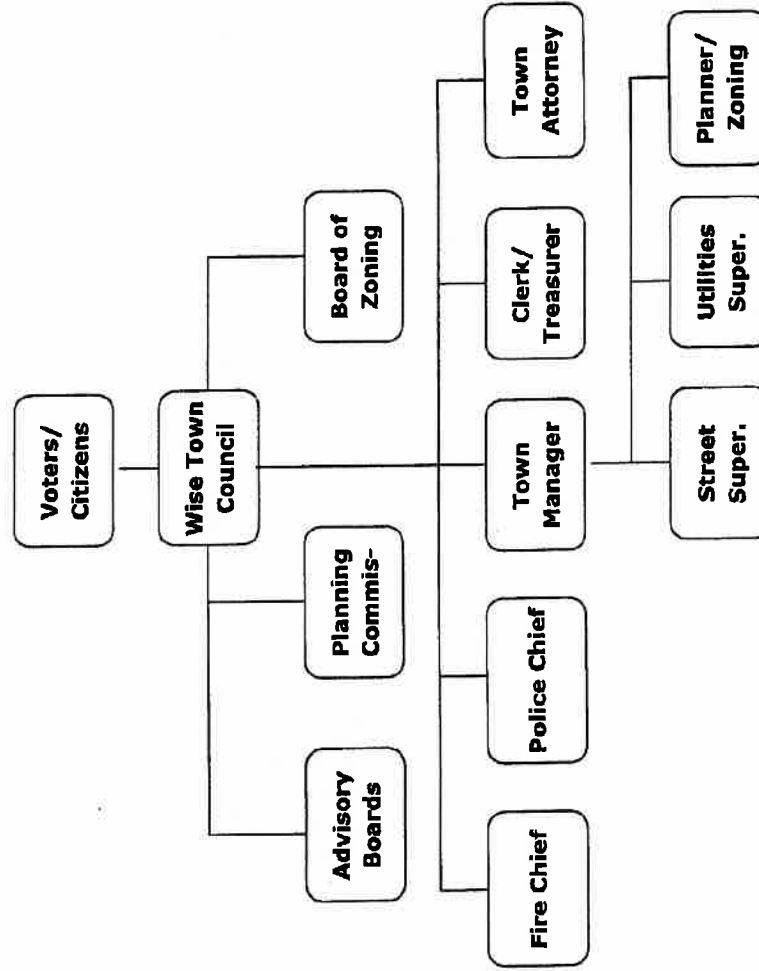 Voters/
Citizens
Wise Town
Council
Advisory
Boards
Planning
Commis-
Board of
Zoning
Fire Chief
Police Chief
Town
Manager
Clerk/
Treasurer
Town
Attorney
Street
Super.
Utilities
Super.
Planner/
Zoning